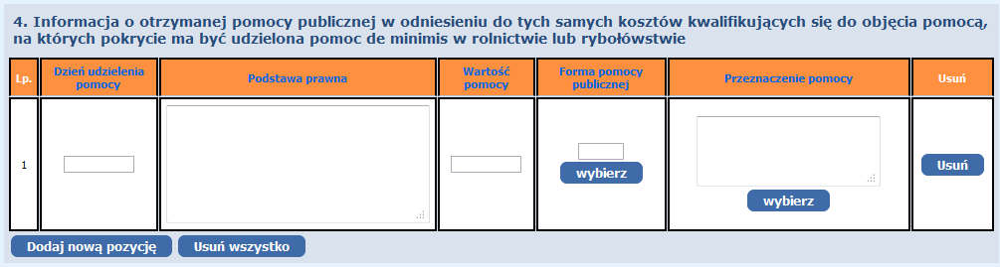 4. Informacja o otrzymanej pomocy publicznej w odniesieniu do tych samych kosztów kwalifikujących się do objęcia pomocą,
na których pokrycie ma być udzielona pomoc de minimis w rolnictwie lub rybołówstwie
Lp.
Dzień udzielenia
pomocy
Podstawa prawna
Wartość
pomocy
Forma pomocy
publicznej
Przeznaczenie pomocy
Usuń
1
wybierz
wybierz
Usuń
Dodaj nową pozycję
Usuń wszystko